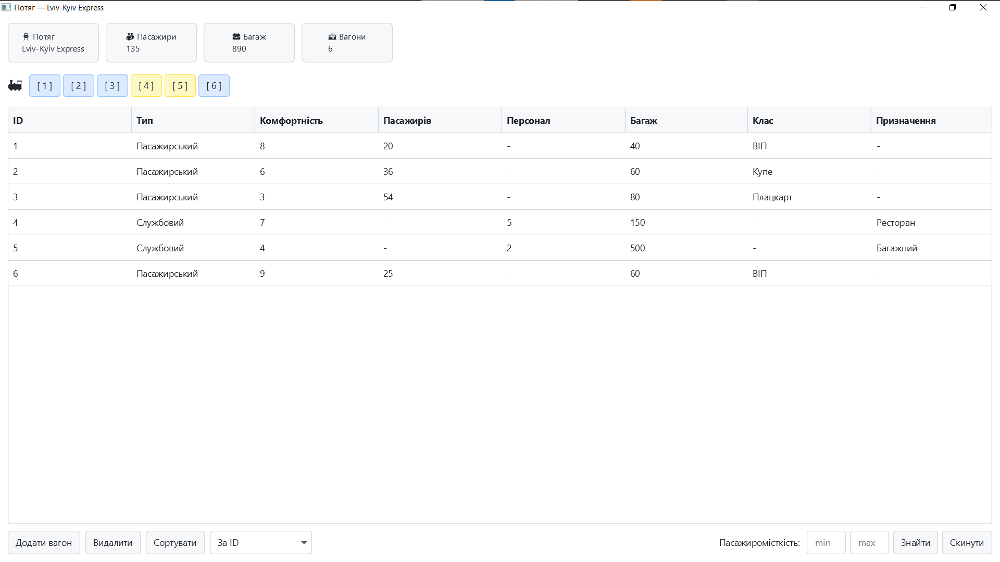 Потяг — Lviv-Kyiv Express
Потяг
Lviv-Kyiv Express
Пасажири
135
Багаж
890
Вагони
6
[ 1 ] [ 2 ] [ 3 ] [ 4 ] [ 5 ] [ 6 ]
ID Тип Комфортність Пасажирів Персонал Багаж Клас Призначення
1 Пасажирський 8 20 - 40 ВІП -
2 Пасажирський 6 36 - 60 Купе -
3 Пасажирський 3 54 - 80 Плацкарт -
4 Службовий 7 - 5 150 - Ресторан
5 Службовий 4 - 2 500 - Багажний
6 Пасажирський 9 25 - 60 ВІП -
Додати вагон Видалити Сортувати За ID Пасажиромісткість: min max Знайти Скинути